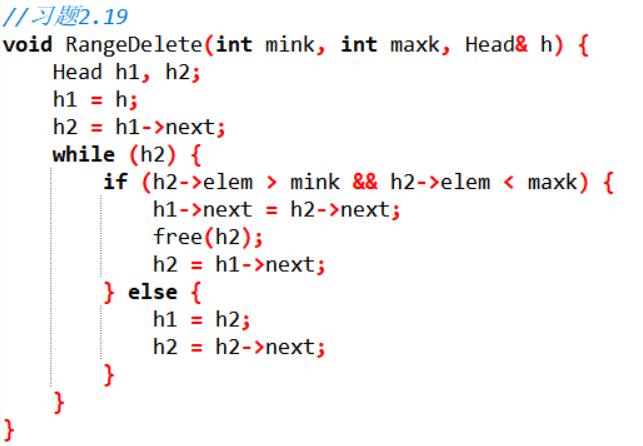 //习题2.19
void RangeDelete(int mink, int maxk, Head& h) {
    Head h1, h2;
    h1 = h;
    h2 = h1->next;
    while (h2) {
        if (h2->elem > mink && h2->elem < maxk) {
            h1->next = h2->next;
            free(h2);
            h2 = h1->next;
        } else {
            h1 = h2;
            h2 = h2->next;
        }
    }
}